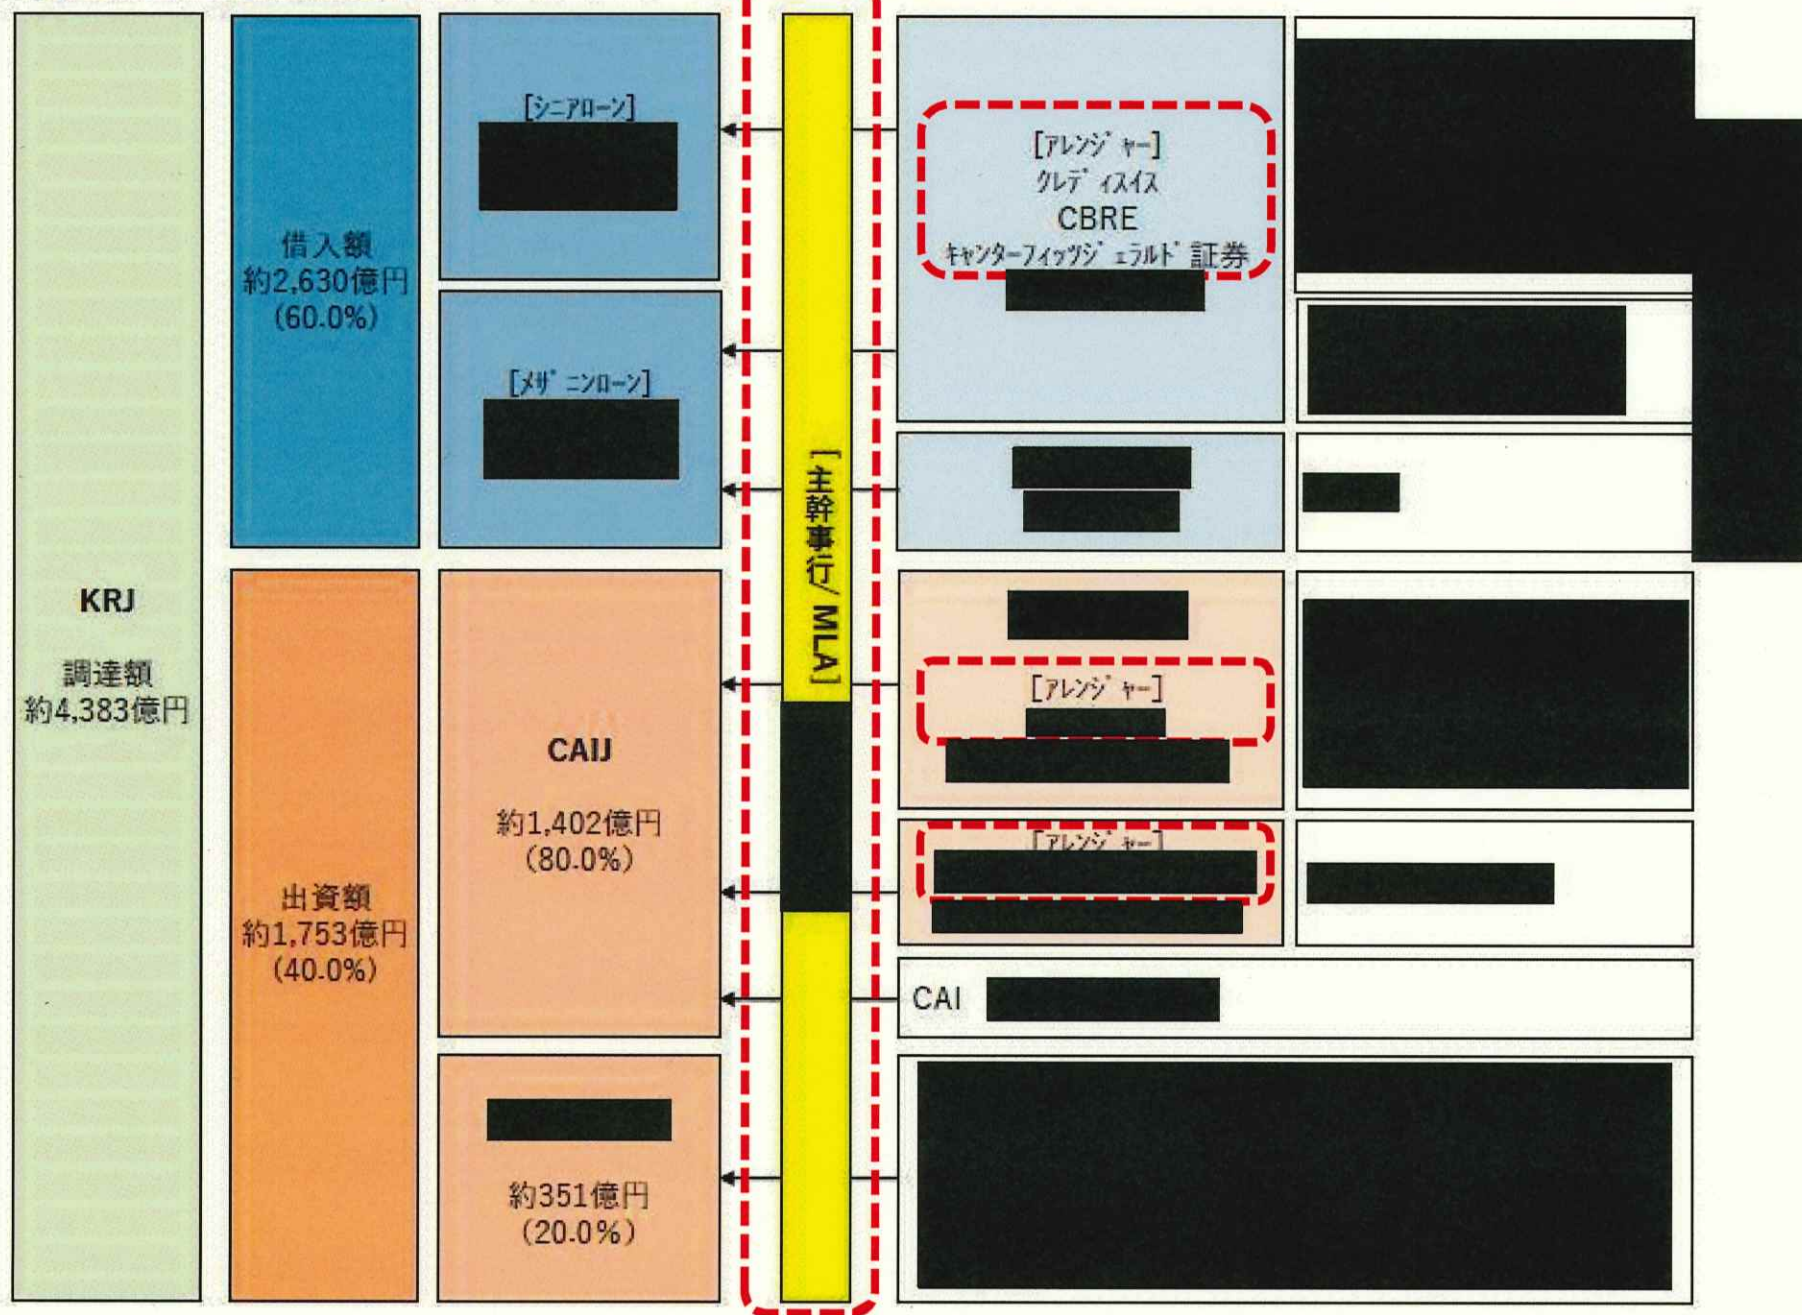 KRJ
調達額
約4,383億円
借入額
約2,630億円
(60.0%)
出資額
約1,753億円
(40.0%)
[シニアローン]
[メザニンローン]
CAIJ
約1,402億円
(80.0%)
約351億円
(20.0%)
[主幹事行/ MLA]
[アレンジャー]
クレディスイス
CBRE
キャンターフィッツジェラルド証券
[アレンジャー]
[アレンジャー]
CAI